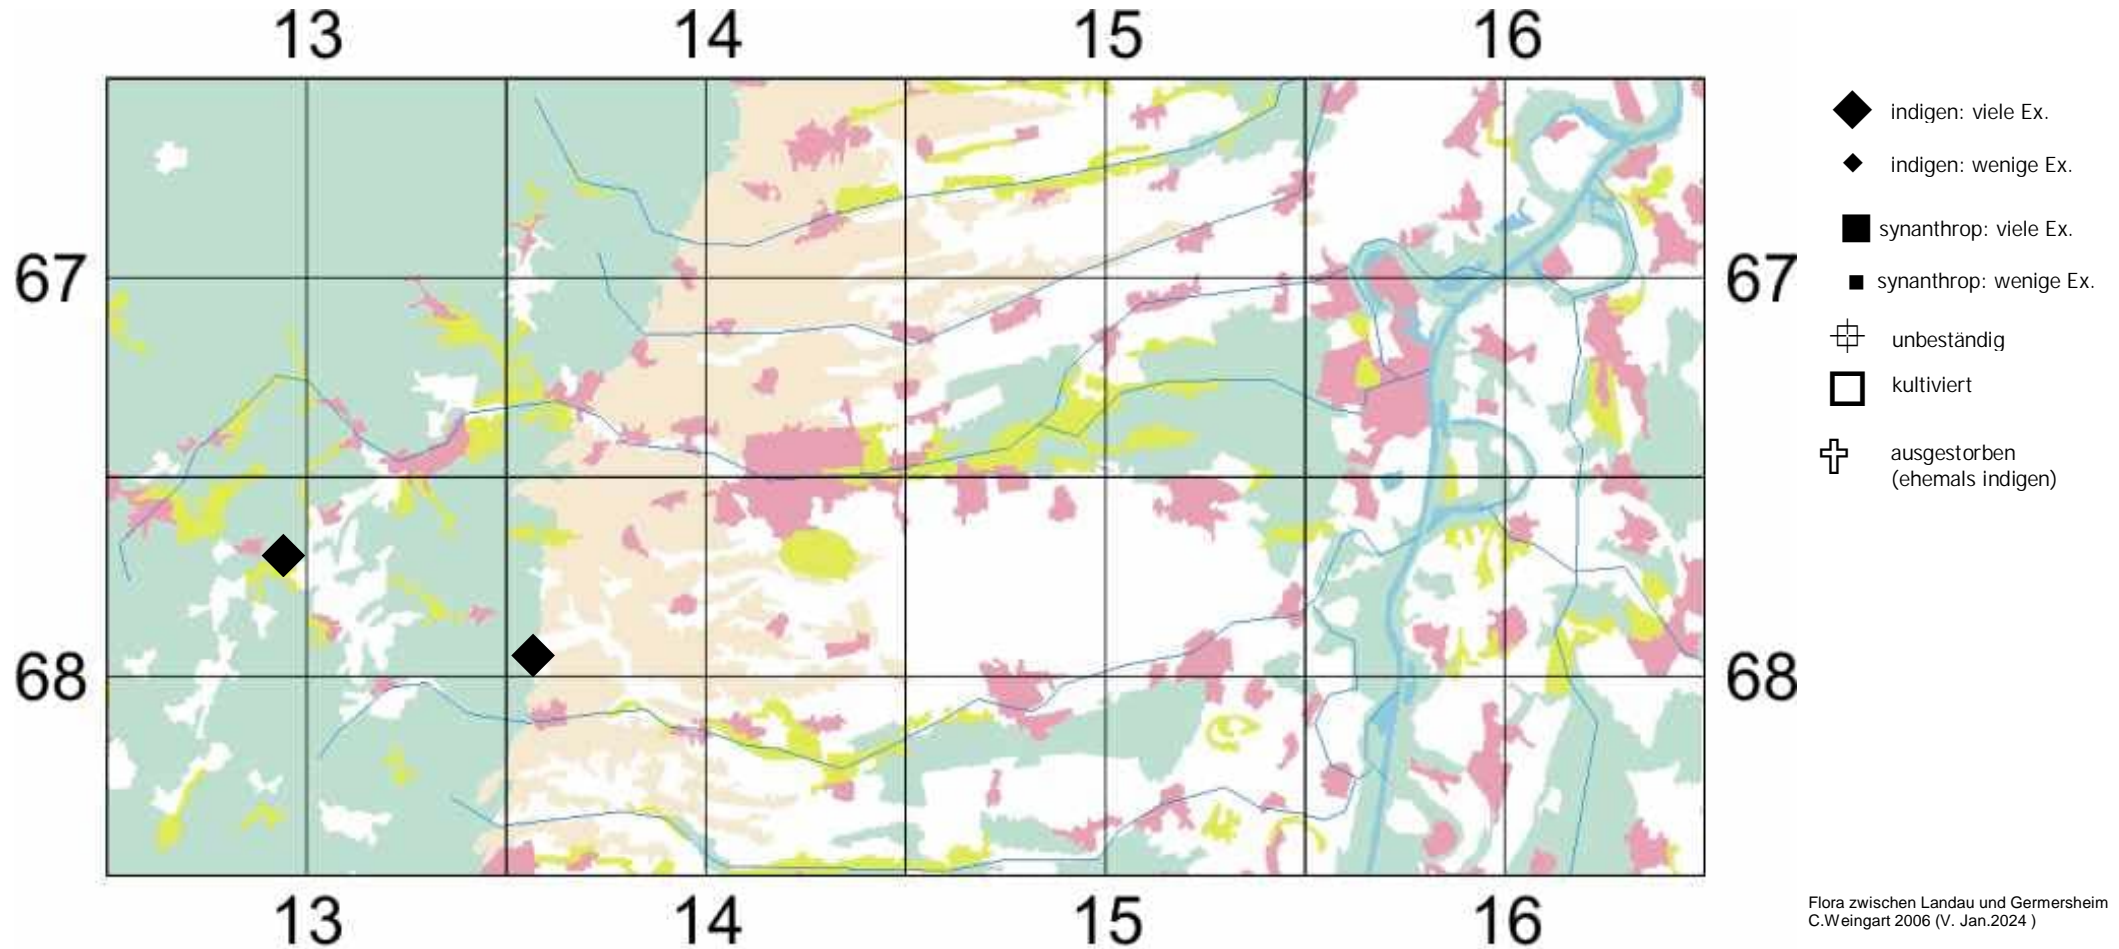 13 14 15 16
67 67
68 68
13 14 15 16
indigen: viele Ex.
indigen: wenige Ex.
synanthrop: viele Ex.
synanthrop: wenige Ex.
unbeständig
kultiviert
ausgestorben
(ehemals indigen)
Flora zwischen Landau und Germersheim
C.Weingart 2006 (V. Jan.2024 )